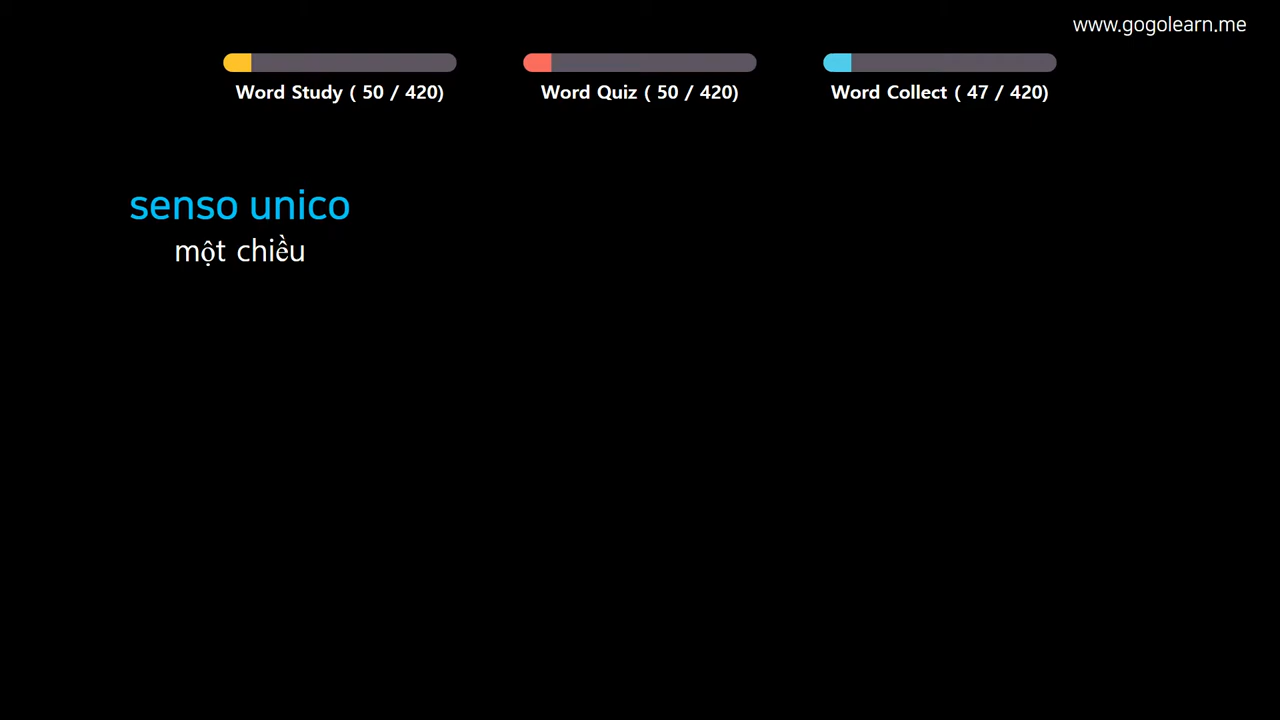 www.gogolearn.me
Word Study ( 50 / 420)
Word Quiz ( 50 / 420)
Word Collect ( 47 / 420)
senso unico
một chiều